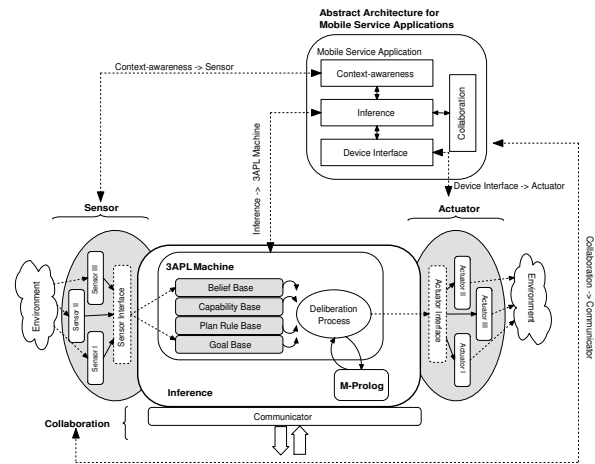 Abstract Architecture for
Mobile Service Applications
Mobile Service Application
Context-awareness
Inference
Device Interface
Collaboration
Context-awareness -> Sensor
Inference -> 3APL Machine
Device Interface -> Actuator
Collaboration -> Communicator
Sensor
Actuator
Environment
Sensor III
Sensor II
Sensor I
Sensor Interface
3APL Machine
Belief Base
Capability Base
Plan Rule Base
Goal Base
Deliberation
Process
M-Prolog
Inference
Actuator Interface
Actuator II
Actuator III
Actuator I
Environment
Communicator
Collaboration